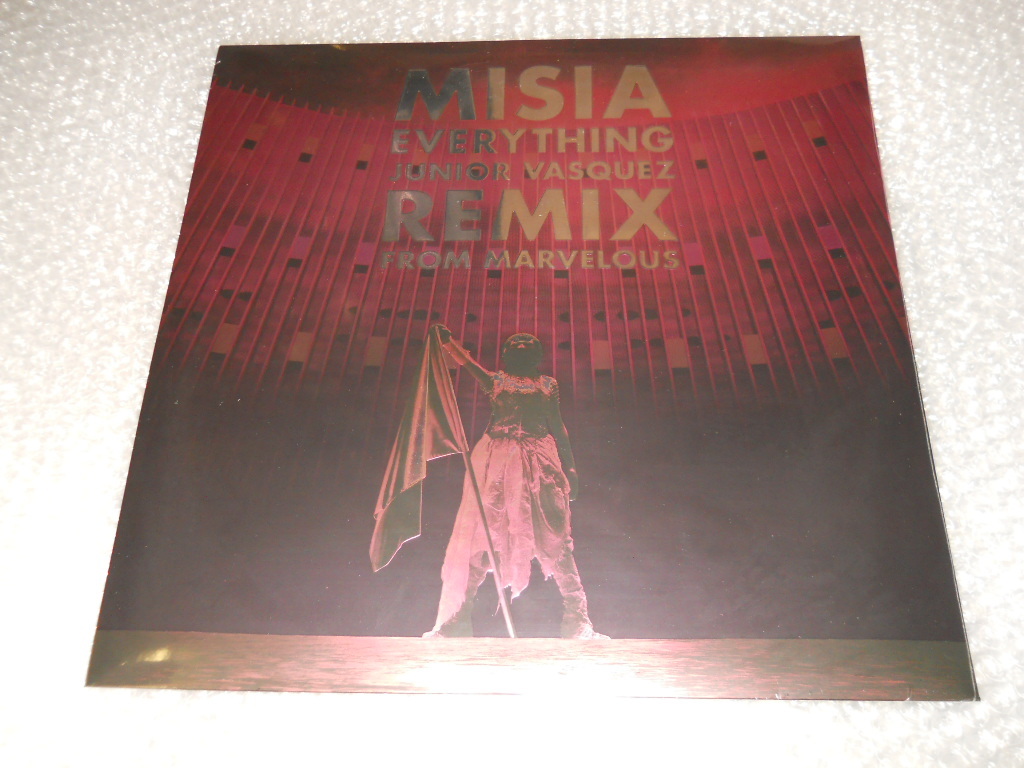 MISIA
EVERYTHING
JUNIOR VASQUEZ
REMIX
FROM MARVELOUS